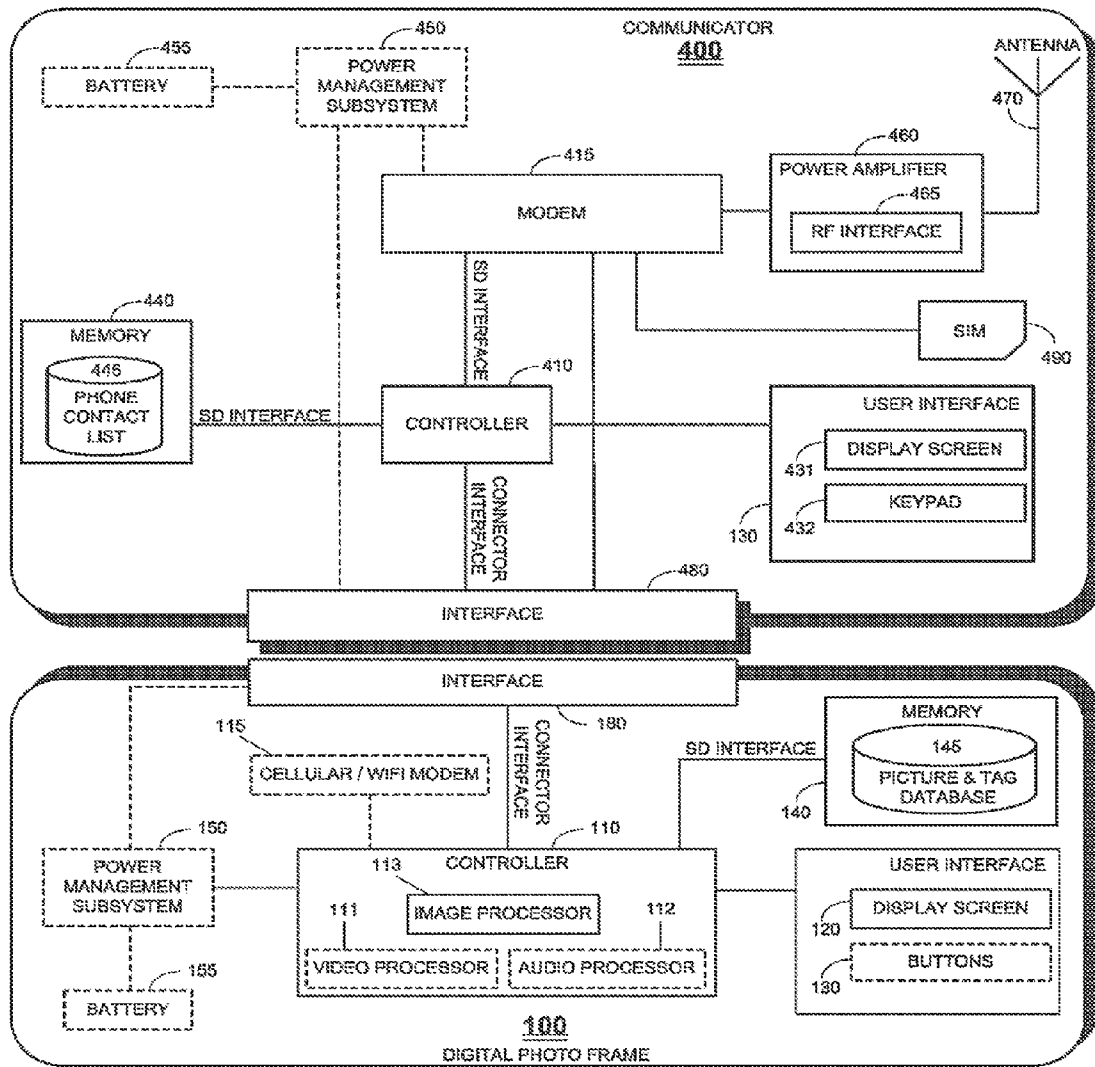 COMMUNICATOR
400
ANTENNA
455
BATTERY
450
POWER
MANAGEMENT
SUBSYSTEM
470
415
MODEM
460
POWER AMPLIFIER
465
RF INTERFACE
SD INTERFACE
440
MEMORY
445
PHONE
CONTACT
LIST
SD INTERFACE
410
CONTROLLER
SIM
490
USER INTERFACE
431
DISPLAY SCREEN
432
KEYPAD
130
CONNECTOR
INTERFACE
480
INTERFACE
INTERFACE
180
115
CELLULAR / WIFI MODEM
CONNECTOR
INTERFACE
SD INTERFACE
MEMORY
145
PICTURE & TAG
DATABASE
140
150
POWER
MANAGEMENT
SUBSYSTEM
110
CONTROLLER
113
IMAGE PROCESSOR
111
VIDEO PROCESSOR
112
AUDIO PROCESSOR
USER INTERFACE
120
DISPLAY SCREEN
130
BUTTONS
155
BATTERY
100
DIGITAL PHOTO FRAME